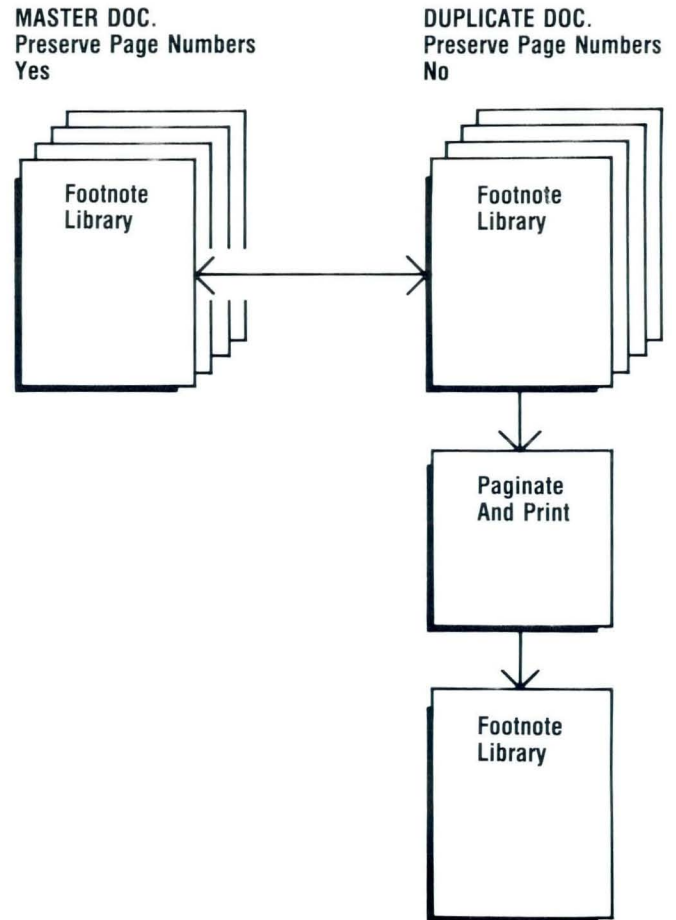 MASTER DOC.
Preserve Page Numbers
Yes
DUPLICATE DOC.
Preserve Page Numbers
No
Footnote
Library
Footnote
Library
Paginate
And Print
Footnote
Library